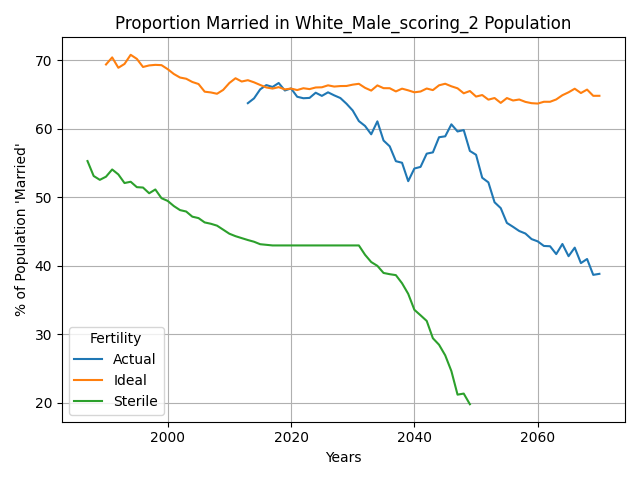 Proportion Married in White_Male_scoring_2 Population
% of Population 'Married'
70
60
50
40
30
20
Fertility
Actual
Ideal
Sterile
2000
2020
2040
2060
Years